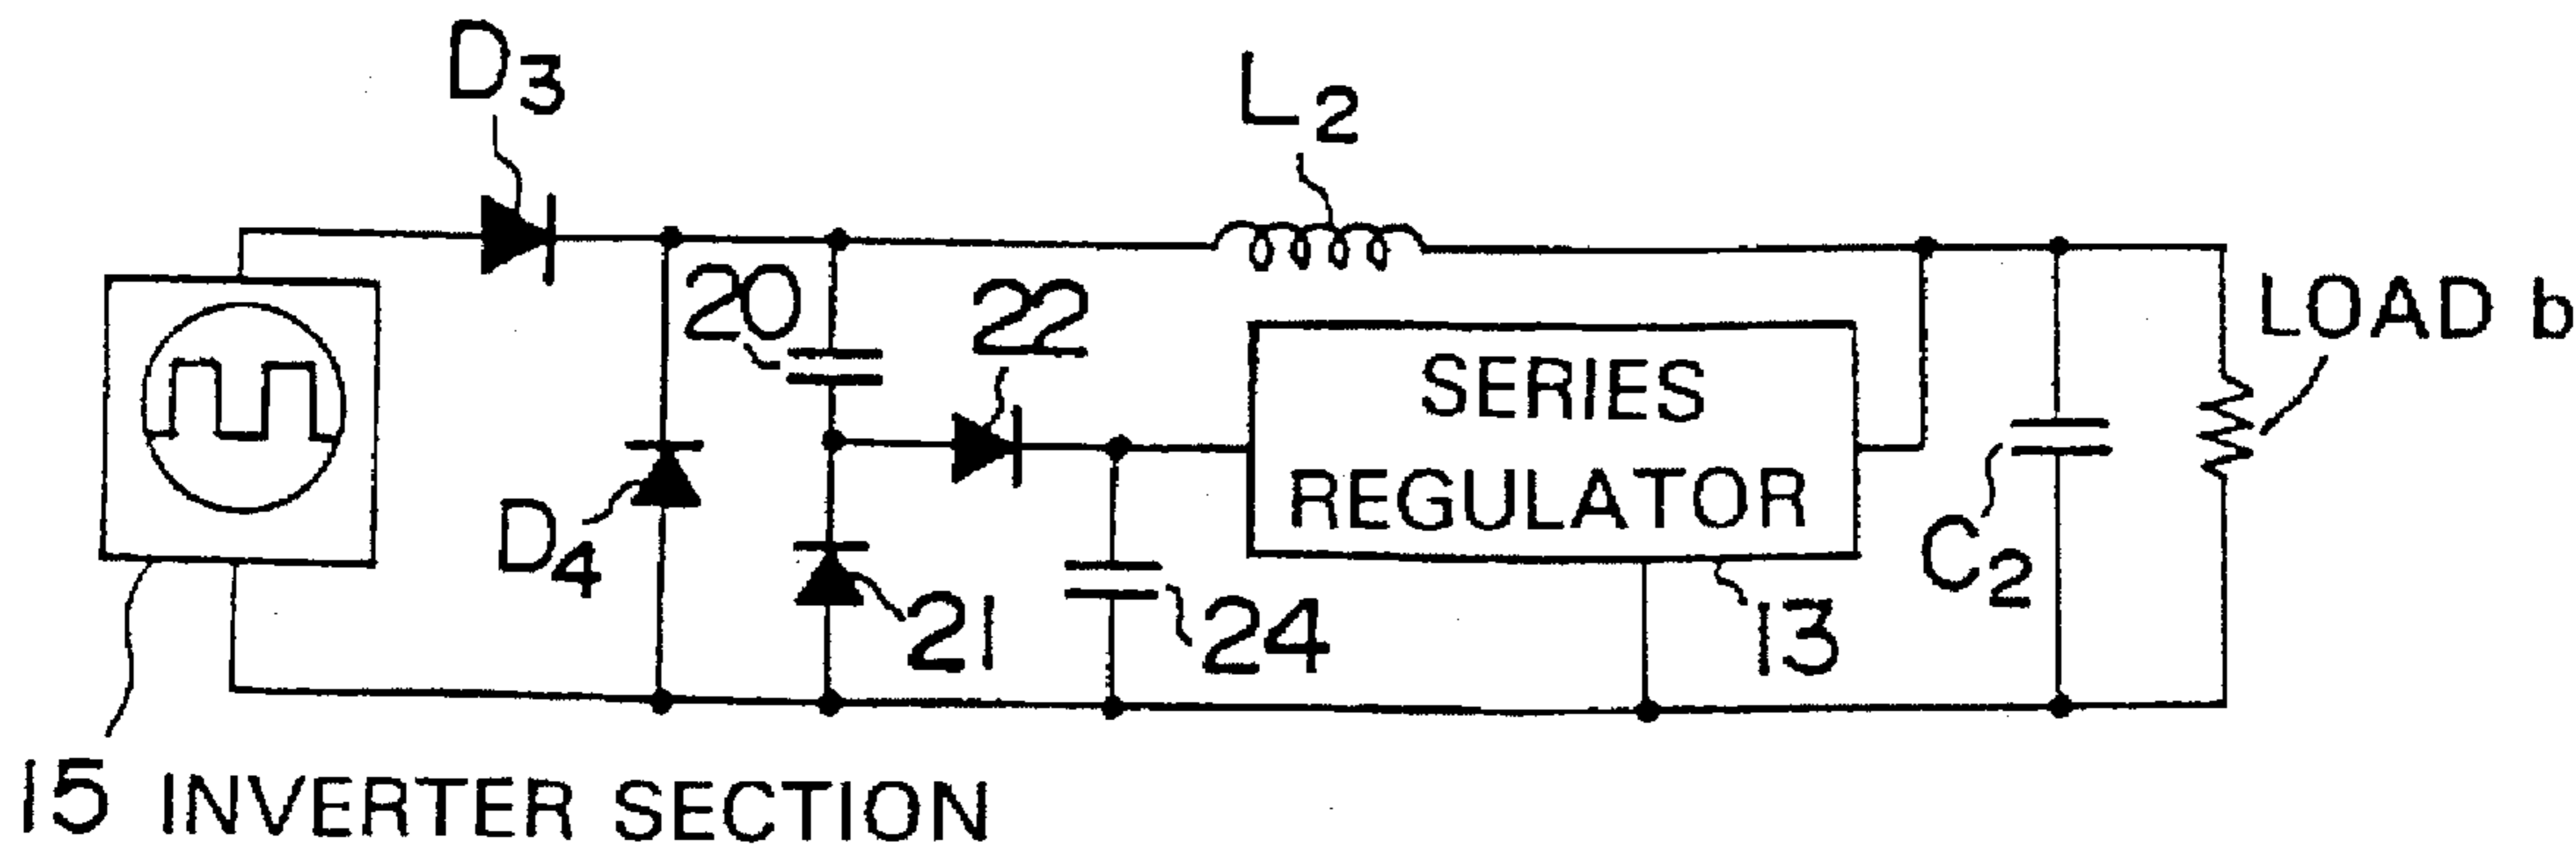 D3
L2
20
22
LOAD b
SERIES
REGULATOR
D4
C2
21
24
13
15 INVERTER SECTION